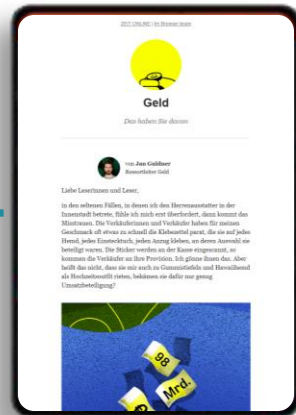 ZEIT ONLINE | Im Browser lesen
Geld
Das haben Sie davon
von Jan Guldner
Ressortleiter Geld
Liebe Leserinnen und Leser,
in den seltenen Fällen, in denen ich den Herrenausstatter in der
Innenstadt betrete, fühle ich mich erst überfordert, dann kommt das
Misstrauen. Die Verkäuferinnen und Verkäufer haben für meinen
Geschmack oft etwas zu schnell die Klebezettel parat, die sie auf jedes
Hemd, jedes Einstecktuch, jeden Anzug kleben, an deren Auswahl sie
beteiligt waren. Die Sticker werden an der Kasse eingescannt, so
kommen die Verkäufer an ihre Provision. Ich gönne ihnen das. Aber
heißt das nicht, dass sie mir auch zu Gummistiefeln und Hawaiihemd
als Hochzeitsoutfit rieten, bekämen sie dafür nur genug
Umsatzbeteiligung?
98
Mrd.